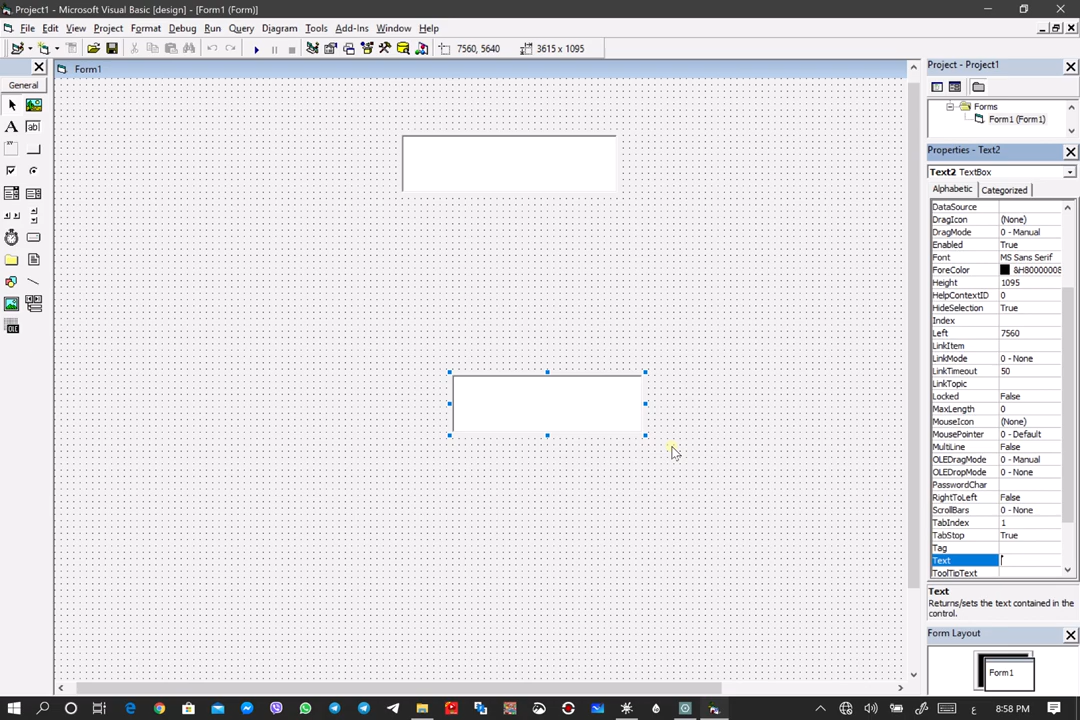 Project1 - Microsoft Visual Basic [design] - [Form1 (Form)]
File Edit View Project Format Debug Run Query Diagram Tools Add-Ins Window Help
7560, 5640 3615 x 1095
General
A ab|
XY
OLE
Form1
Project - Project1
Forms
Form1 (Form1)
Properties - Text2
Text2 TextBox
Alphabetic Categorized
DataSource
DragIcon (None)
DragMode 0 - Manual
Enabled True
Font MS Sans Serif
ForeColor &H80000008
Height 1095
HelpContextID 0
HideSelection True
Index
Left 7560
LinkItem
LinkMode 0 - None
LinkTimeout 50
LinkTopic
Locked False
MaxLength 0
MouseIcon (None)
MousePointer 0 - Default
MultiLine False
OLEDragMode 0 - Manual
OLEDropMode 0 - None
PasswordChar
RightToLeft False
ScrollBars 0 - None
TabIndex 1
TabStop True
Tag
Text
ToolTipText
Text
Returns/sets the text contained in the
control.
Form Layout
Form1
ع 8:58 PM